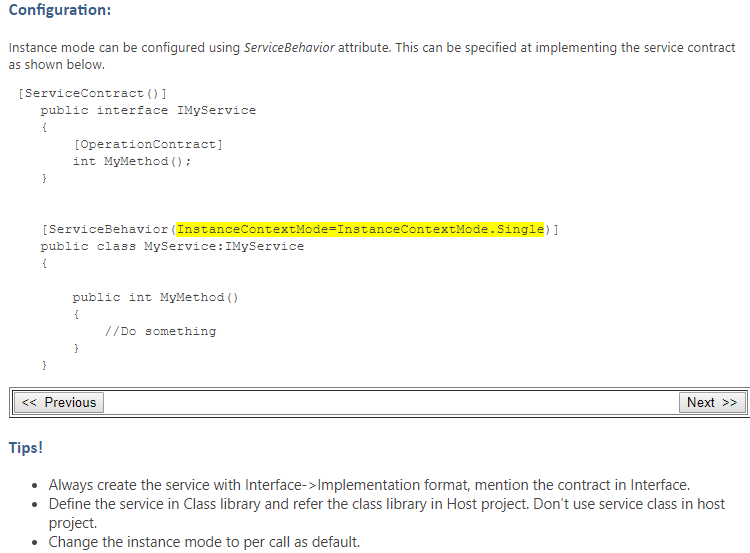 Configuration:
Instance mode can be configured using ServiceBehavior attribute. This can be specified at implementing the service contract
as shown below.
[ServiceContract()]
public interface IMyService
{
[OperationContract]
int MyMethod();
}
[ServiceBehavior(InstanceContextMode=InstanceContextMode.Single)]
public class MyService:IMyService
{
public int MyMethod()
{
//Do something
}
}
<< Previous
Next >>
Tips!
• Always create the service with Interface->Implementation format, mention the contract in Interface.
• Define the service in Class library and refer the class library in Host project. Don’t use service class in host
project.
• Change the instance mode to per call as default.